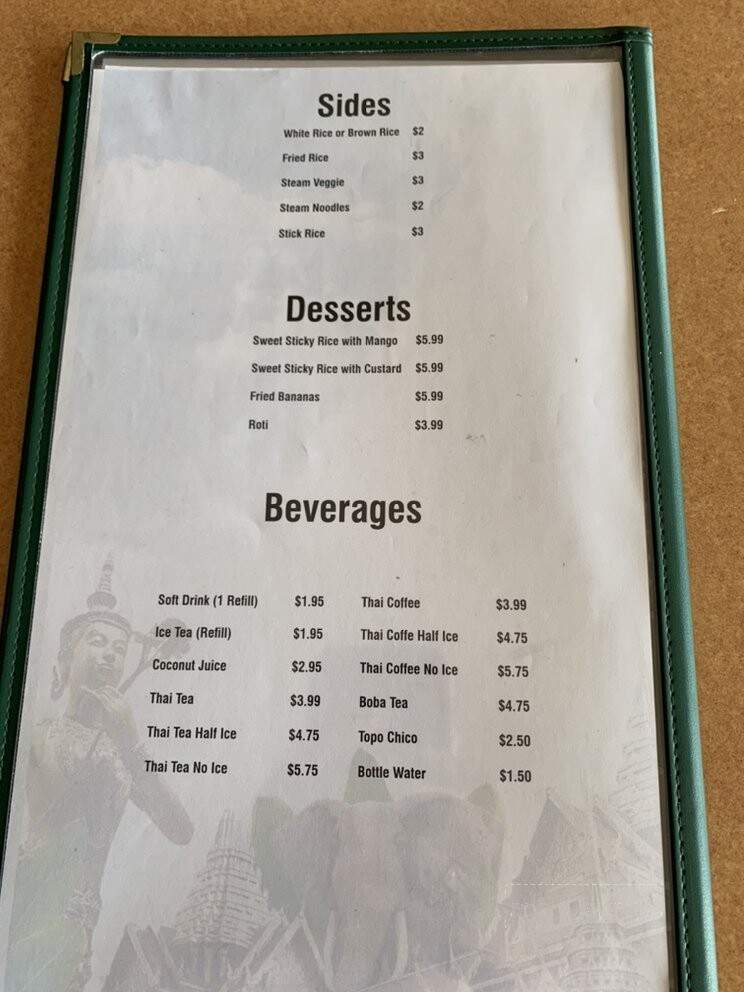 Sides
White Rice or Brown Rice $2
Fried Rice $3
Steam Veggie $3
Steam Noodles $2
Stick Rice $3
Desserts
Sweet Sticky Rice with Mango $5.99
Sweet Sticky Rice with Custard $5.99
Fried Bananas $5.99
Roti $3.99
Beverages
Soft Drink (1 Refill) $1.95 Thai Coffee $3.99
Ice Tea (Refill) $1.95 Thai Coffe Half Ice $4.75
Coconut Juice $2.95 Thai Coffee No Ice $5.75
Thai Tea $3.99 Boba Tea $4.75
Thai Tea Half Ice $4.75 Topo Chico $2.50
Thai Tea No Ice $5.75 Bottle Water $1.50